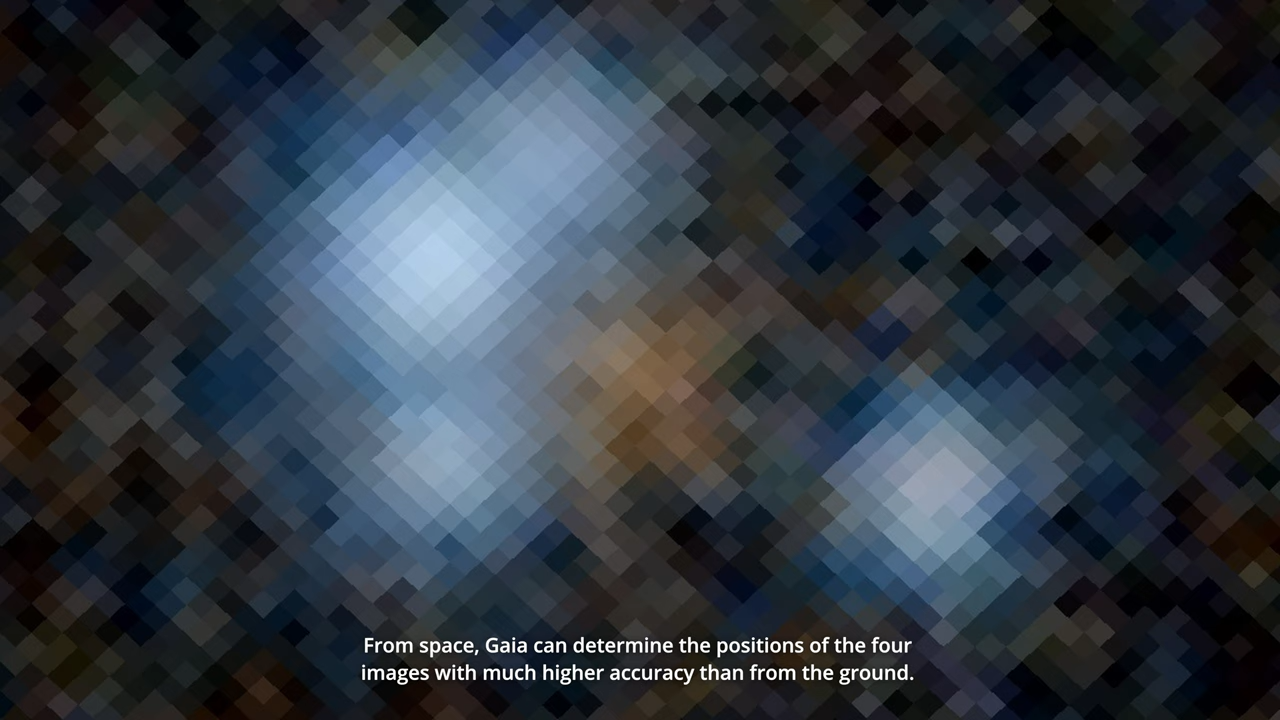 From space, Gaia can determine the positions of the four
images with much higher accuracy than from the ground.